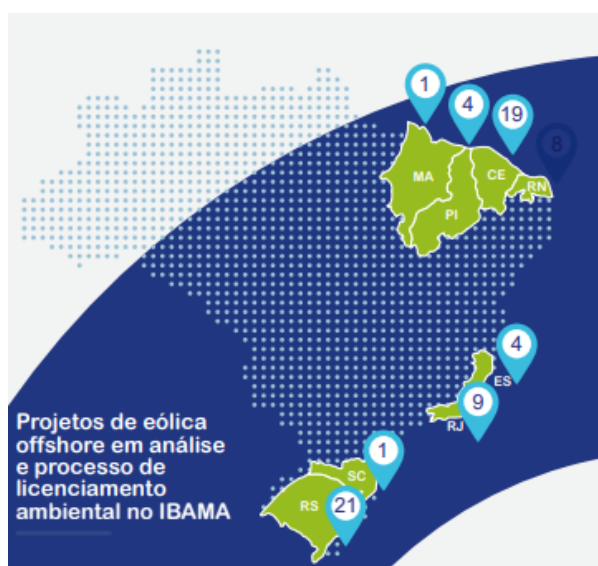 1
4
19
8
MA
CE
RN
PI
4
ES
9
RJ
Projetos de eólica
offshore em análise
e processo de
licenciamento
ambiental no IBAMA
1
SC
RS
21